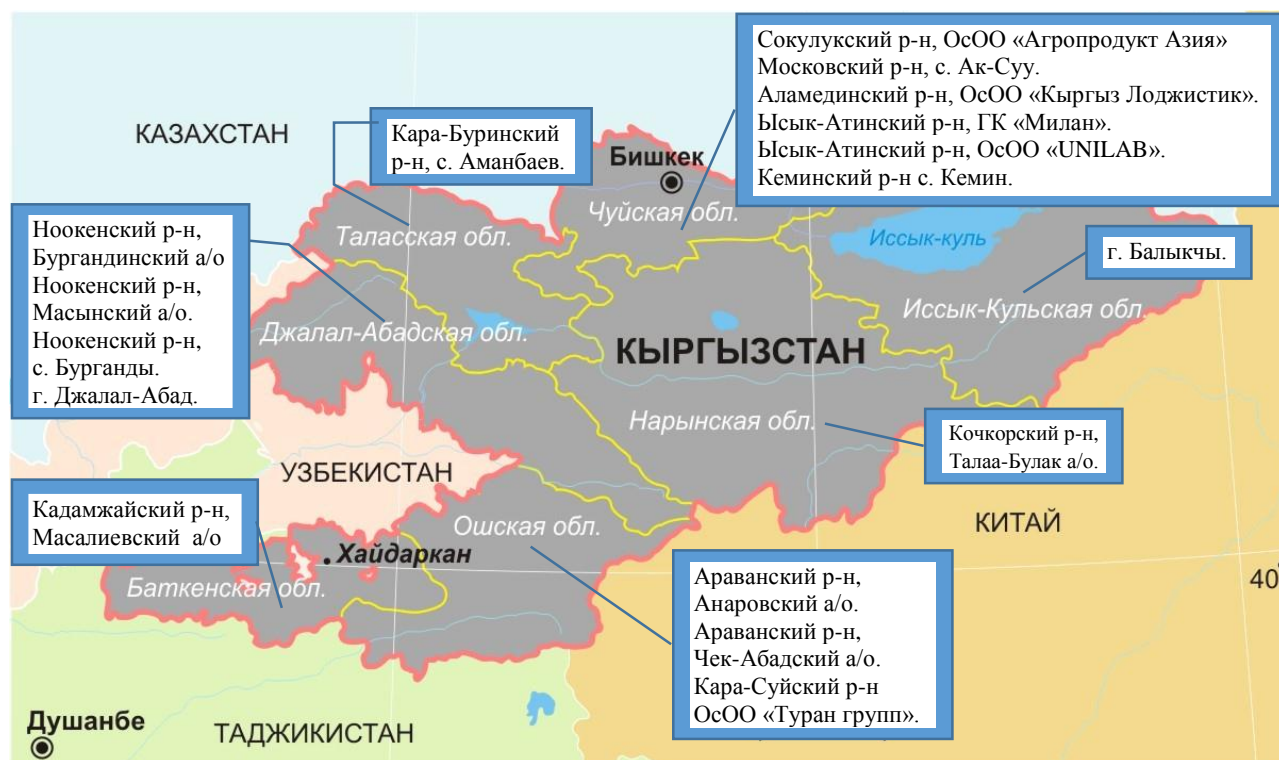 Сокулукский р-н, ОсОО «Агропродукт Азия»
Московский р-н, с. Ак-Суу.
Аламединский р-н, ОсОО «Кыргыз Лоджистик».
Ысык-Атинский р-н, ГК «Милан».
Ысык-Атинский р-н, ОсОО «UNILAB».
Кеминский р-н с. Кемин.
КАЗАХСТАН
Кара-Буринский
р-н, с. Аманбаев.
Бишкек
Чуйская обл.
Таласская обл.
Иссык-куль
Ноокенский р-н,
Бургандинский а/о
Ноокенский р-н,
Масынский а/о.
Ноокенский р-н,
с. Бурганды.
г. Джалал-Абад.
г. Балыкчы.
Иссык-Кульская обл.
Джалал-Абадская обл.
КЫРГЫЗСТАН
Нарынская обл.
Кочкорский р-н,
Талаа-Булак а/о.
УЗБЕКИСТАН
Кадамжайский р-н,
Масалиевский а/о
Ошская обл.
КИТАЙ
Хайдаркан
Баткенская обл.
40°
Араванский р-н,
Анаровский а/о.
Араванский р-н,
Чек-Абадский а/о.
Кара-Суйский р-н
ОсОО «Туран групп».
Душанбе
ТАДЖИКИСТАН